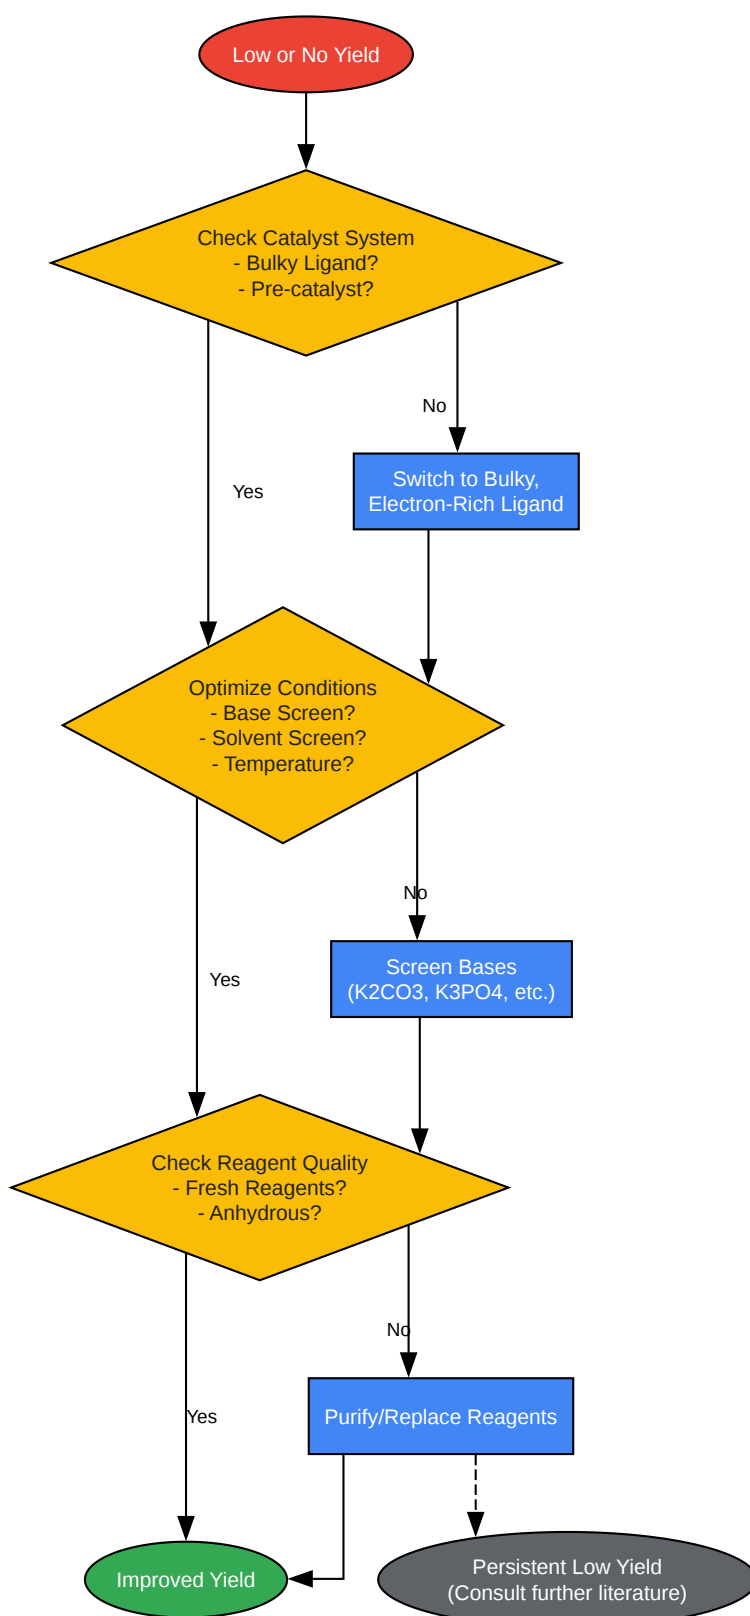 Low or No Yield
Check Catalyst System
- Bulky Ligand?
- Pre-catalyst?
No
Switch to Bulky,
Electron-Rich Ligand
Yes
Optimize Conditions
- Base Screen?
- Solvent Screen?
- Temperature?
No
Screen Bases
(K2CO3, K3PO4, etc.)
Yes
Check Reagent Quality
- Fresh Reagents?
- Anhydrous?
No
Purify/Replace Reagents
Yes
Improved Yield
Persistent Low Yield
(Consult further literature)